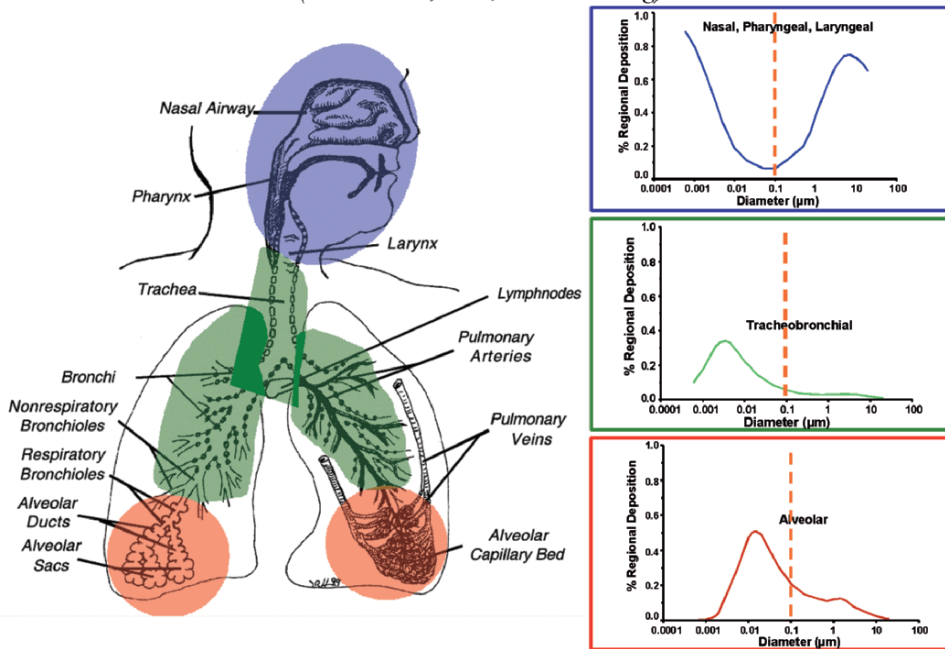 Nasal Airway
Pharynx
Larynx
Trachea
Lymphnodes
Pulmonary
Arteries
Bronchi
Nonrespiratory
Bronchioles
Pulmonary
Veins
Respiratory
Bronchioles
Alveolar
Ducts
Alveolar
Sacs
Alveolar
Capillary Bed
Nasal, Pharyngeal, Laryngeal
% Regional Deposition
1.0
0.8
0.6
0.4
0.2
0.0
0.0001 0.001 0.01 0.1 1 10 100
Diameter (µm)
Tracheobronchial
% Regional Deposition
1.0
0.8
0.6
0.4
0.2
0.0
0.0001 0.001 0.01 0.1 1 10 100
Diameter (µm)
Alveolar
% Regional Deposition
1.0
0.8
0.6
0.4
0.2
0.0
0.0001 0.001 0.01 0.1 1 10 100
Diameter (µm)